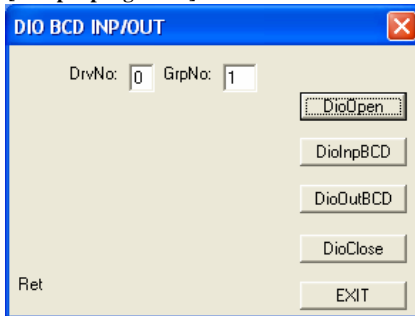 DIO BCD INP/OUT
DrvNo: 0 GrpNo: 1
DioOpen
DioInpBCD
DioOutBCD
DioClose
Ret
EXIT